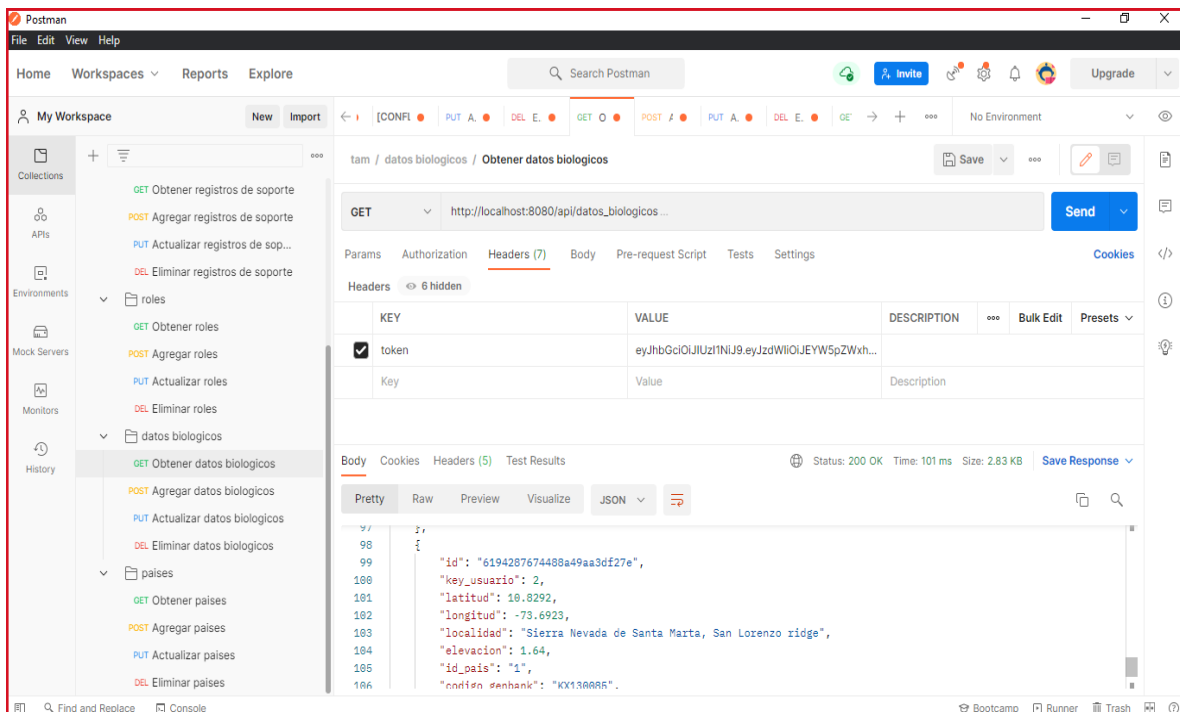 Postman
File Edit View Help
Home Workspaces Reports Explore
Search Postman
Invite
Upgrade
My Workspace
New Import
[CONFL PUT A. DEL E. GET O POST A PUT A. DEL E. GE
No Environment
Collections
APIs
Environments
Mock Servers
Monitors
History
GET Obtener registros de soporte
POST Agregar registros de soporte
PUT Actualizar registros de sop...
DEL Eliminar registros de soporte
roles
GET Obtener roles
POST Agregar roles
PUT Actualizar roles
DEL Eliminar roles
datos biologicos
GET Obtener datos biologicos
POST Agregar datos biologicos
PUT Actualizar datos biologicos
DEL Eliminar datos biologicos
paises
GET Obtener paises
POST Agregar paises
PUT Actualizar paises
DEL Eliminar paises
tam / datos biologicos / Obtener datos biologicos
Save
GET http://localhost:8080/api/datos_biologicos ...
Send
Params Authorization Headers (7) Body Pre-request Script Tests Settings
Cookies
Headers 6 hidden
KEY VALUE DESCRIPTION Bulk Edit Presets
token eyJhbGciOiJIUzI1NiJ9.eyJzdWIiOiJEYW5pZWxh...
Key Value Description
Body Cookies Headers (5) Test Results
Status: 200 OK Time: 101 ms Size: 2.83 KB Save Response
Pretty Raw Preview Visualize JSON
97 },
98 {
99 "id": "6194287674488a49aa3df27e",
100 "key_usuario": 2,
101 "latitud": 10.8292,
102 "longitud": -73.6923,
103 "localidad": "Sierra Nevada de Santa Marta, San Lorenzo ridge",
104 "elevacion": 1.64,
105 "id_pais": "1",
106 "codigo_genbank": "KX130085",
Find and Replace Console
Bootcamp Runner Trash